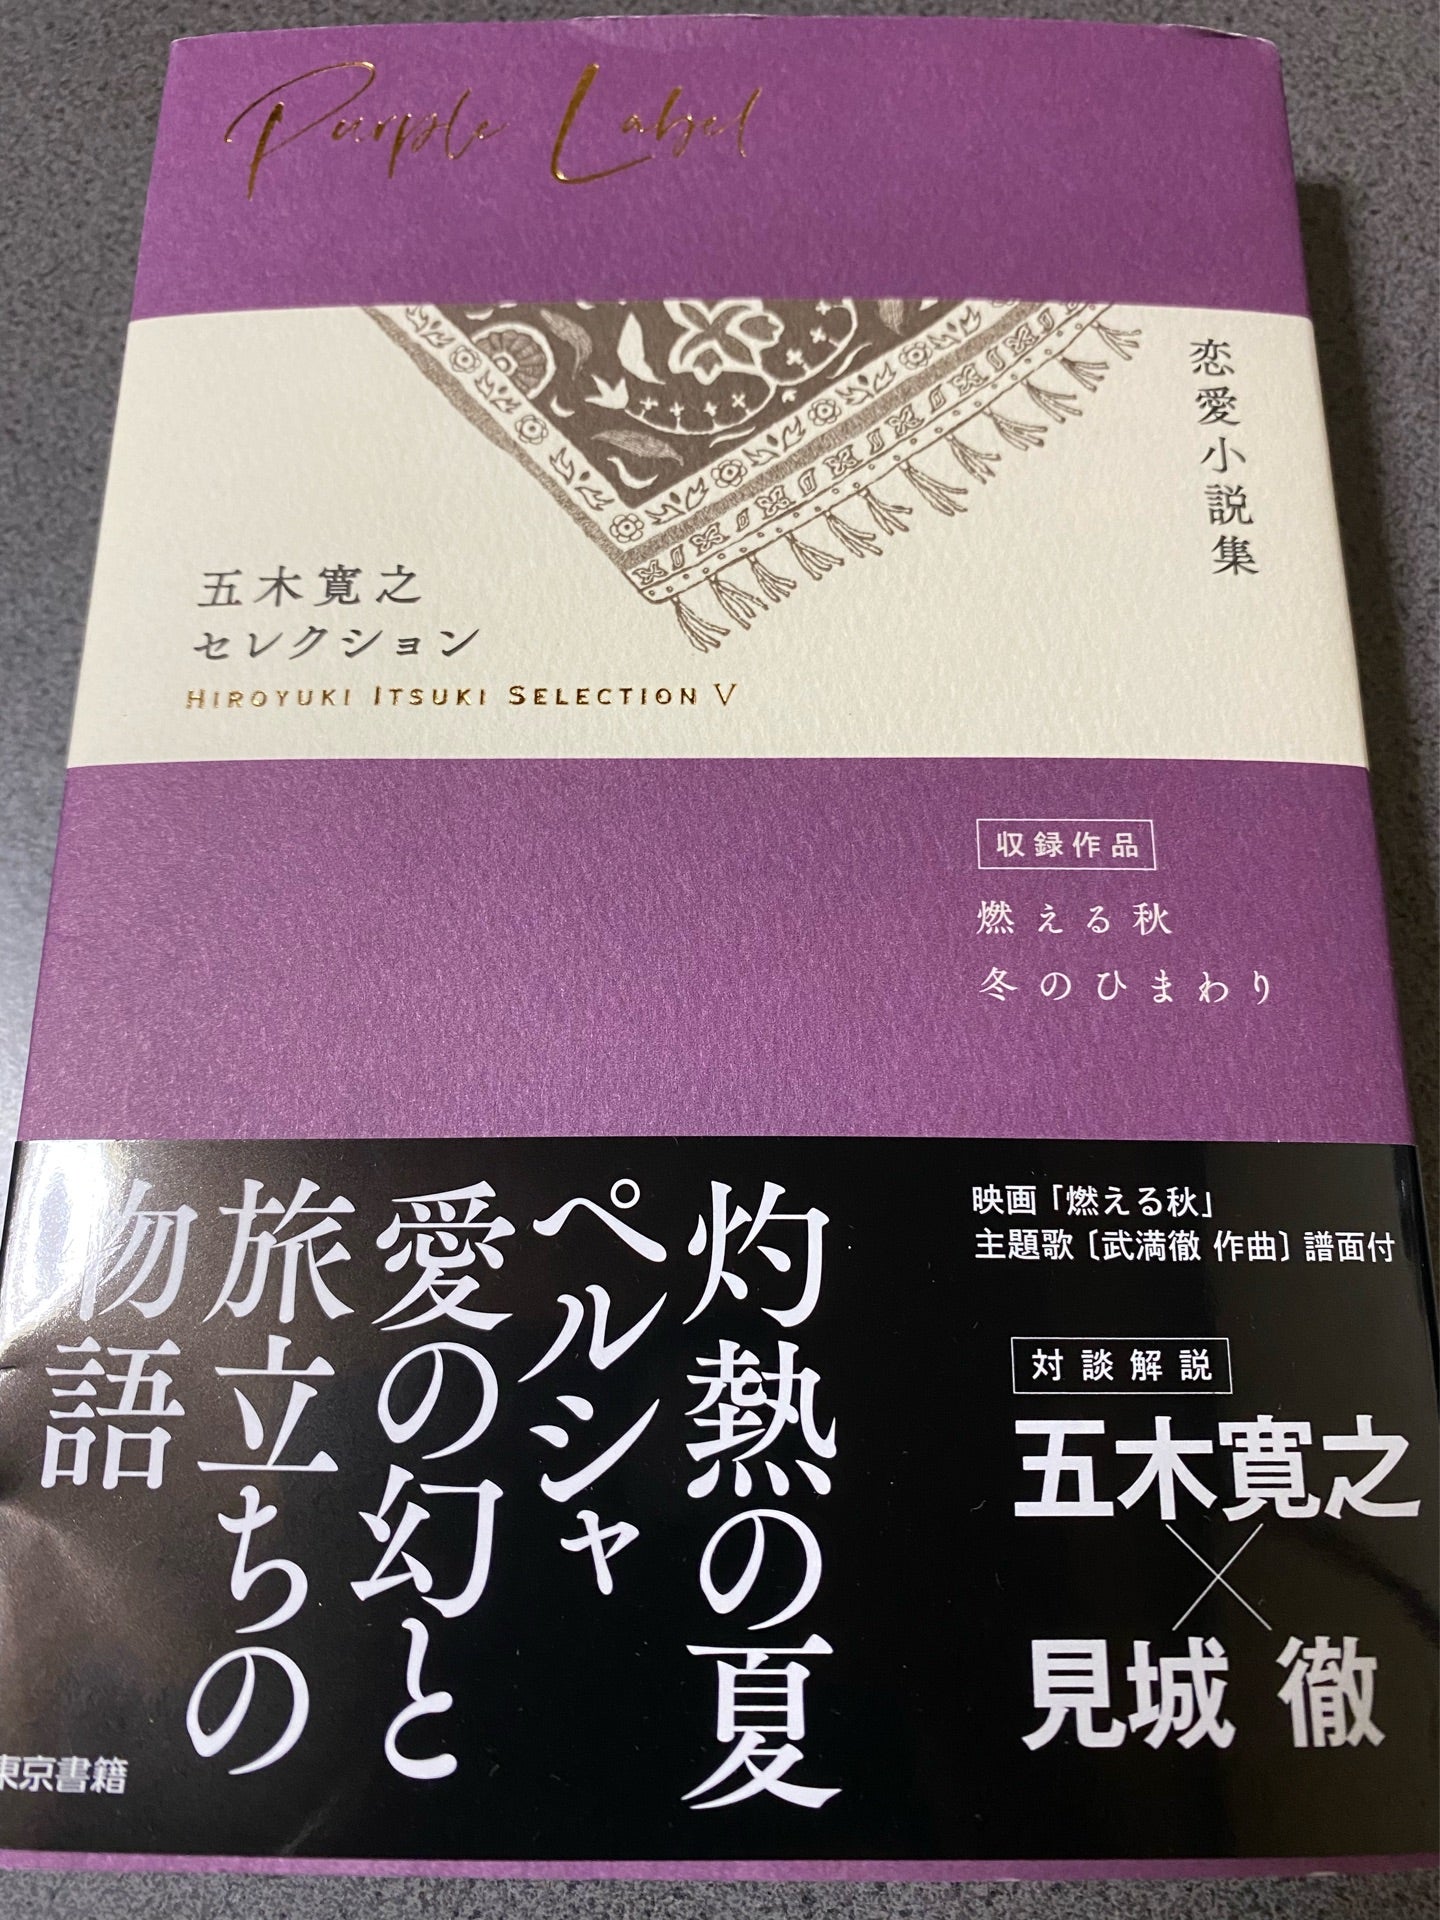 Purple Label
恋愛小説集
五木寛之
セレクション
HIROYUKI ITSUKI SELECTION V
収録作品
燃える秋
冬のひまわり
映画「燃える秋」
主題歌〔武満徹 作曲〕譜面付
対談解説
五木寛之
×
見城 徹
灼熱の夏
ペルシャ
愛の幻と
旅立ちの
物語
東京書籍